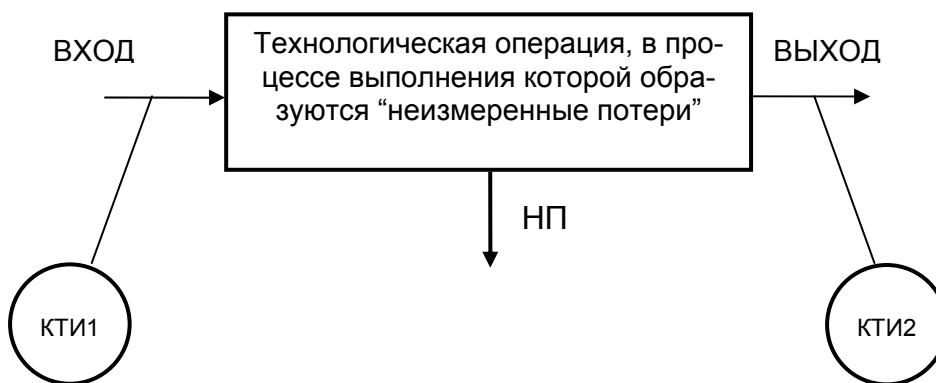 ВХОД
Технологическая операция, в про-
цессе выполнения которой обра-
зуются “неизмеренные потери”
ВЫХОД
НП
КТИ1
КТИ2